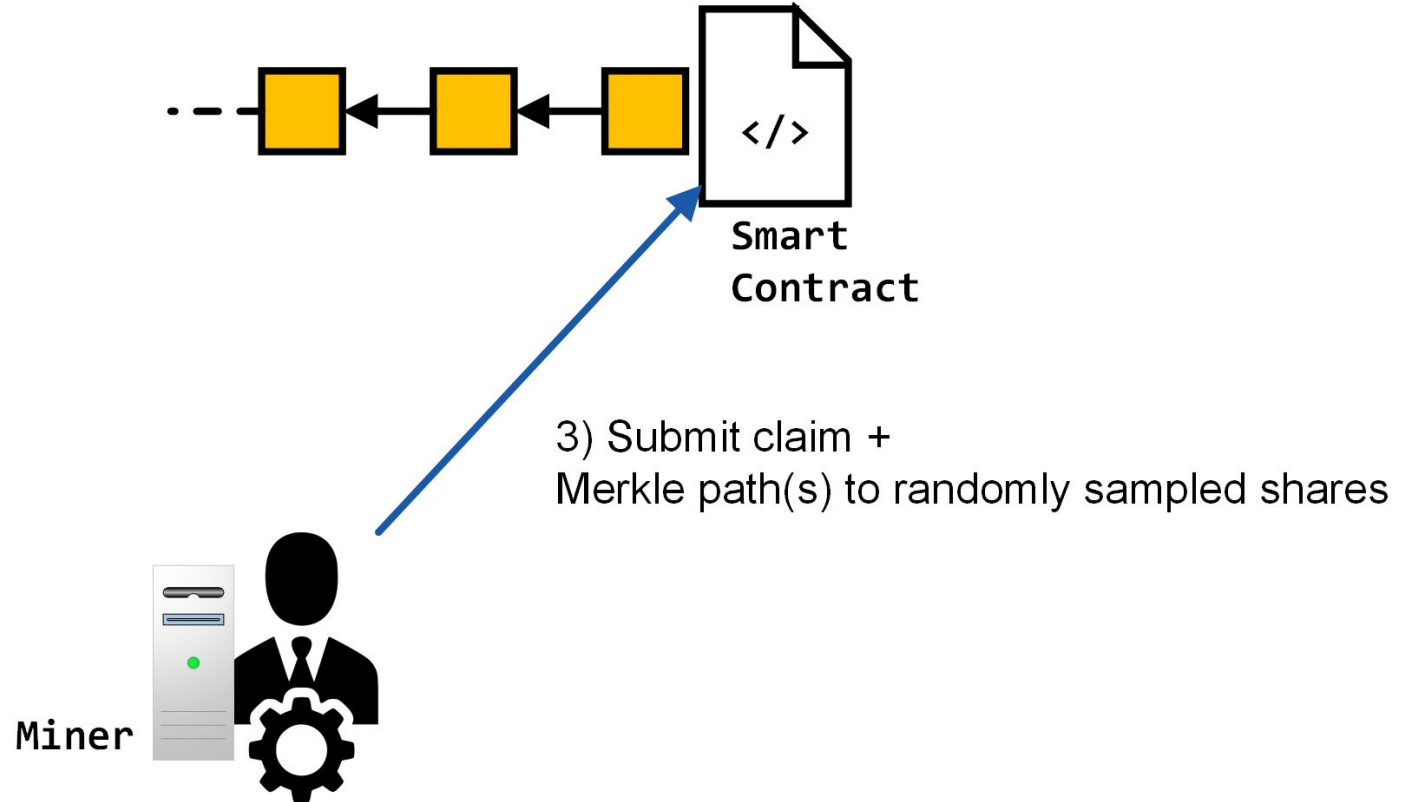 </>
Smart
Contract
3) Submit claim +
Merkle path(s) to randomly sampled shares
Miner